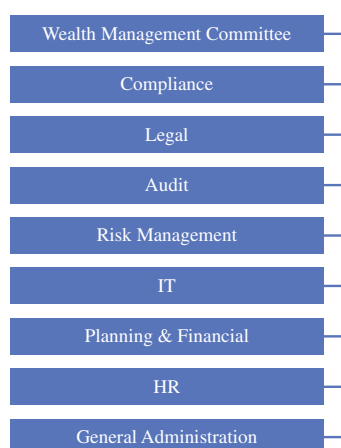 Wealth Management Committee
Compliance
Legal
Audit
Risk Management
IT
Planning & Financial
HR
General Administration